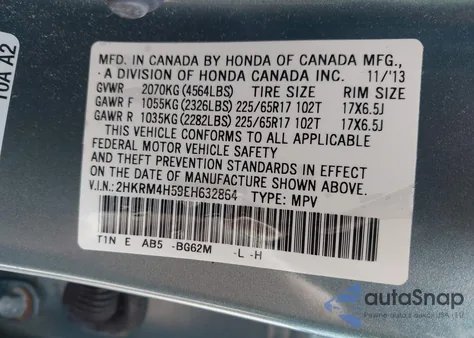 MFD. IN CANADA BY HONDA OF CANADA MFG.,
A DIVISION OF HONDA CANADA INC. 11/'13
GVWR 2070KG (4564LBS) TIRE SIZE RIM SIZE
GAWR F 1055KG (2326LBS) 225/65R17 102T 17X6.5J
GAWR R 1035KG (2282LBS) 225/65R17 102T 17X6.5J
THIS VEHICLE CONFORMS TO ALL APPLICABLE
FEDERAL MOTOR VEHICLE SAFETY
AND THEFT PREVENTION STANDARDS IN EFFECT
ON THE DATE OF MANUFACTURE SHOWN ABOVE.
V.I.N.: 2HKRM4H59EH632864 TYPE: MPV
T1N E AB5 -BG62M -L -H
TOA A2
autoSnap